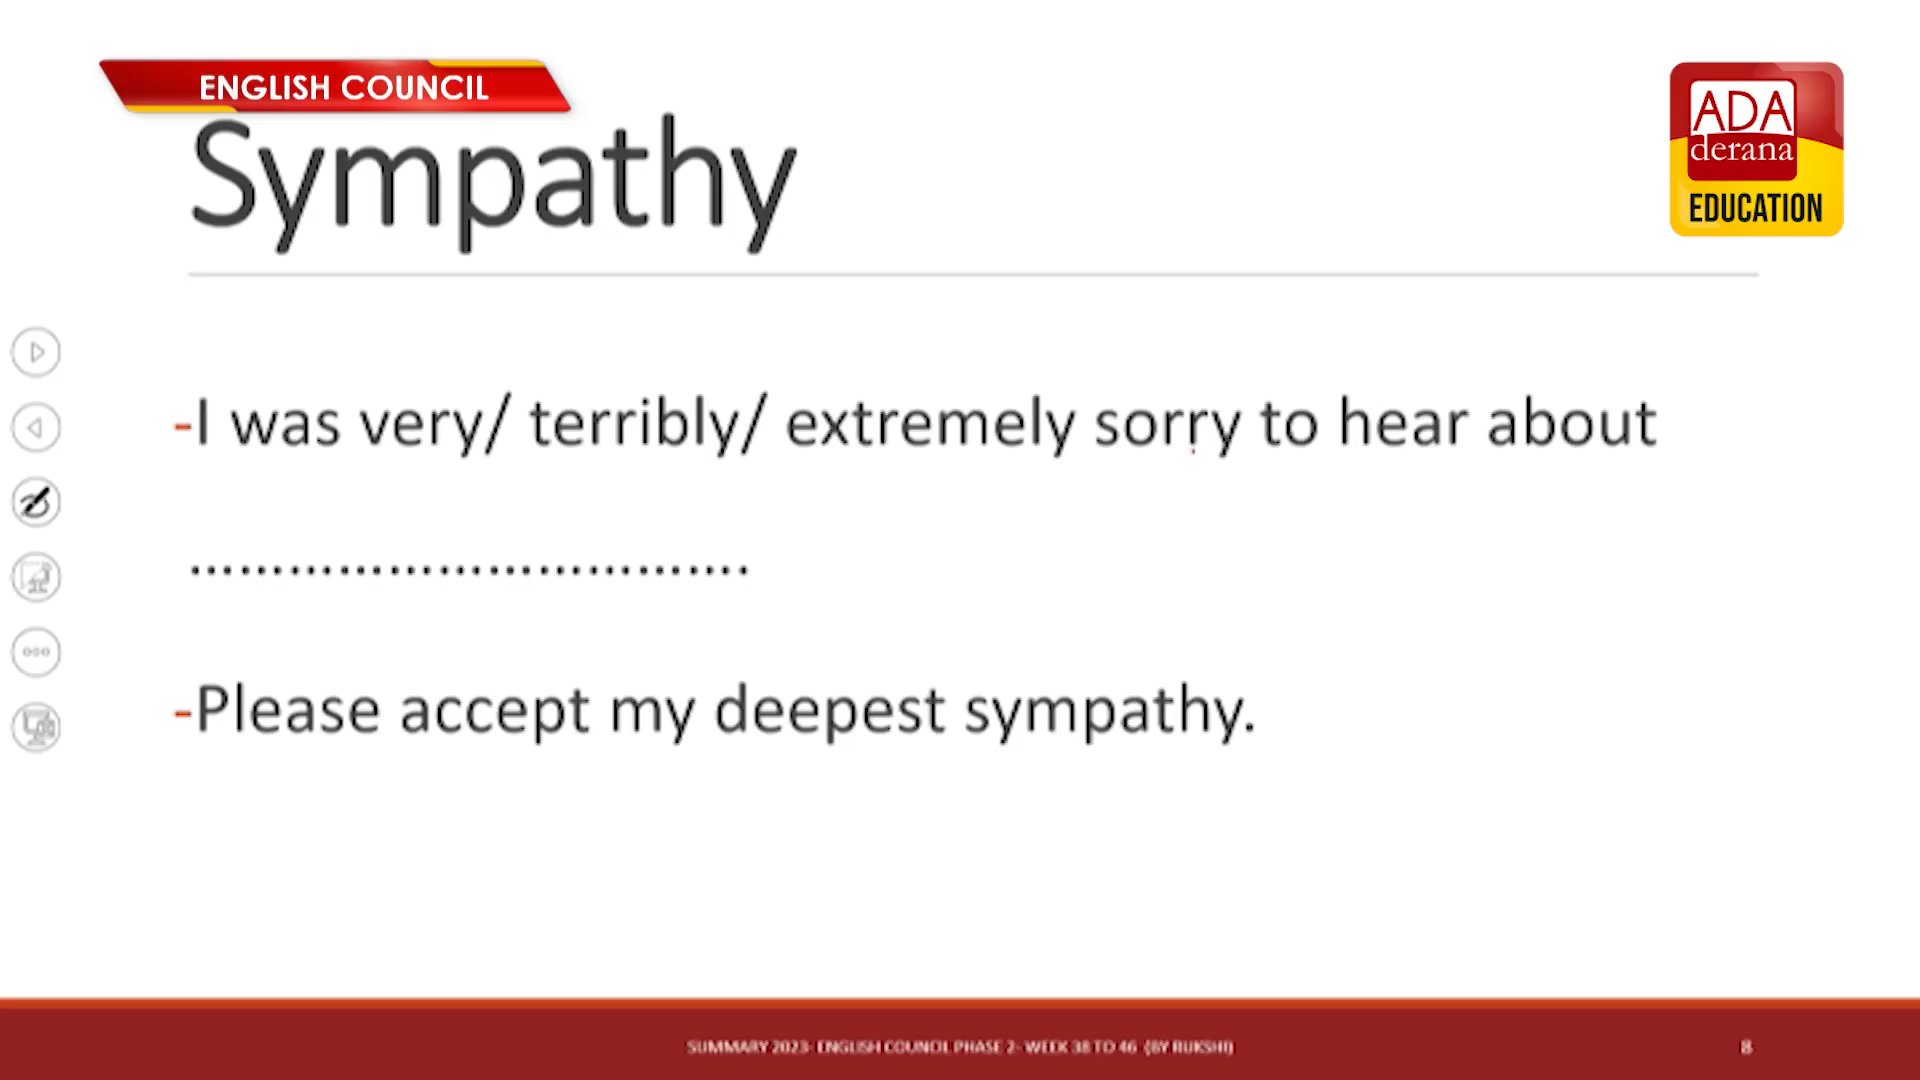 ENGLISH COUNCIL
Sympathy
ADA
derana
EDUCATION
-I was very/ terribly/ extremely sorry to hear about
……………………………….
-Please accept my deepest sympathy.
SUMMARY 2023- ENGLISH COUNCIL PHASE 2- WEEK 38 TO 46 (BY RUKSHI)
8